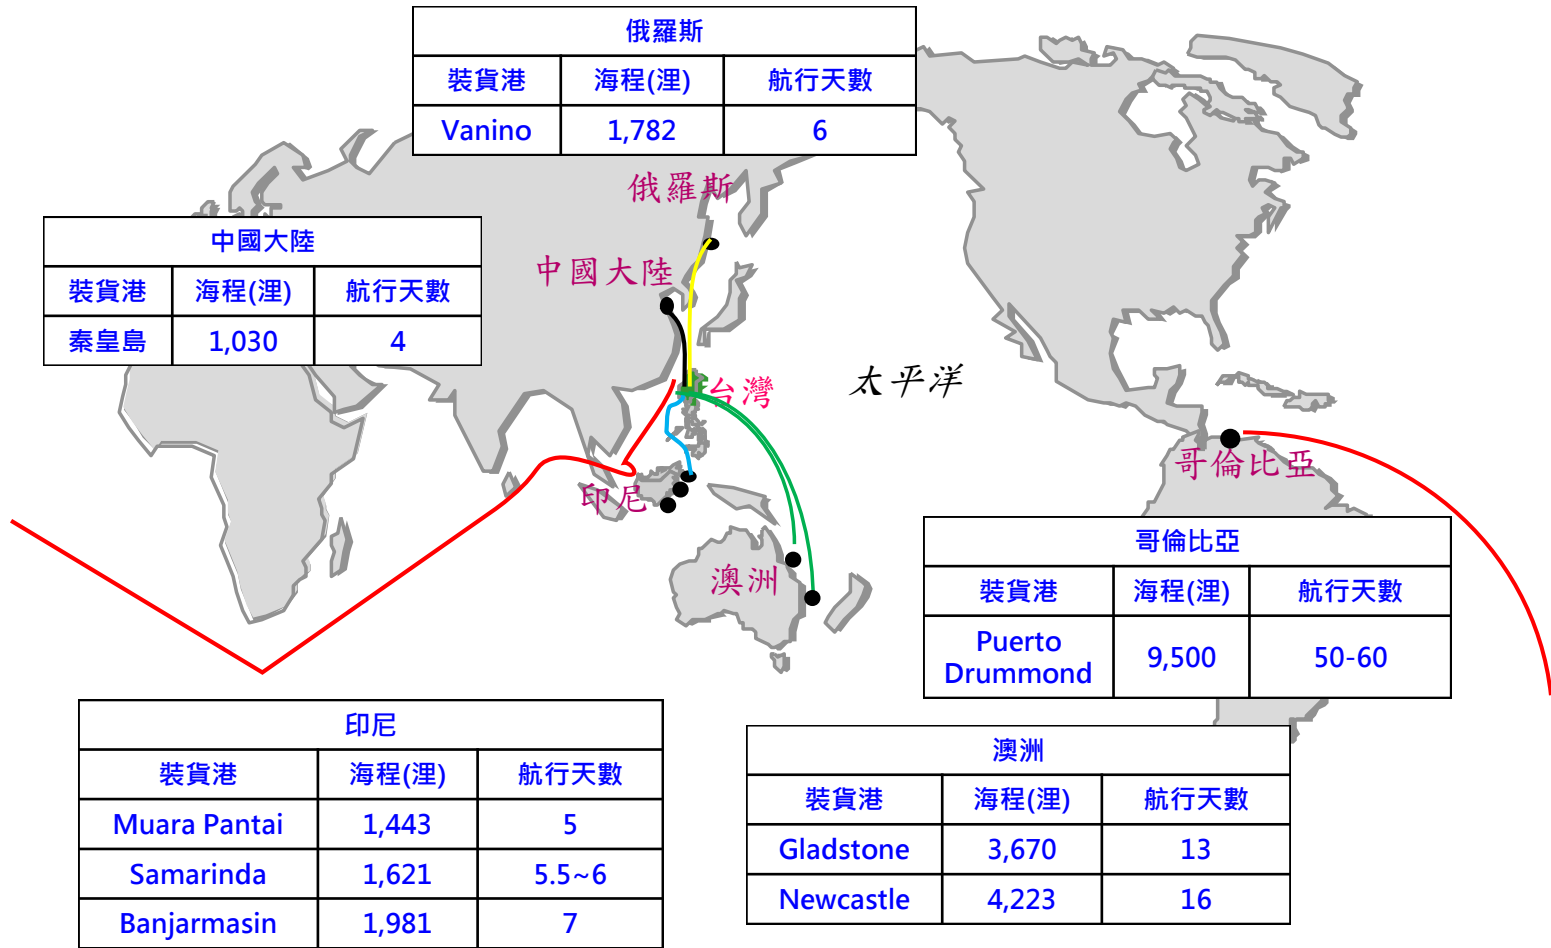 俄羅斯
裝貨港 海程(浬) 航行天數
Vanino 1,782 6
俄羅斯
中國大陸
裝貨港 海程(浬) 航行天數
秦皇島 1,030 4
中國大陸
台灣
太平洋
印尼
澳洲
哥倫比亞
哥倫比亞
裝貨港 海程(浬) 航行天數
Puerto
Drummond 9,500 50-60
印尼
裝貨港 海程(浬) 航行天數
Muara Pantai 1,443 5
Samarinda 1,621 5.5~6
Banjarmasin 1,981 7
澳洲
裝貨港 海程(浬) 航行天數
Gladstone 3,670 13
Newcastle 4,223 16